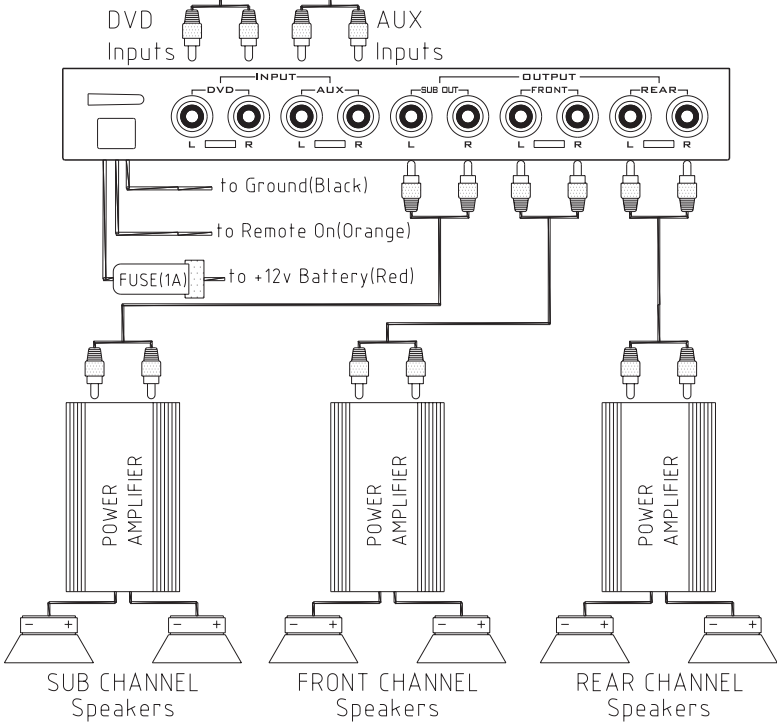 DVD
Inputs
AUX
Inputs
INPUT
OUTPUT
DVD
AUX
SUB OUT
FRONT
REAR
L R L R L R L R L R
to Ground(Black)
to Remote On(Orange)
FUSE(1A)
to +12v Battery(Red)
POWER
AMPLIFIER
POWER
AMPLIFIER
POWER
AMPLIFIER
- + - + - + - + - + - +
SUB CHANNEL
Speakers
FRONT CHANNEL
Speakers
REAR CHANNEL
Speakers